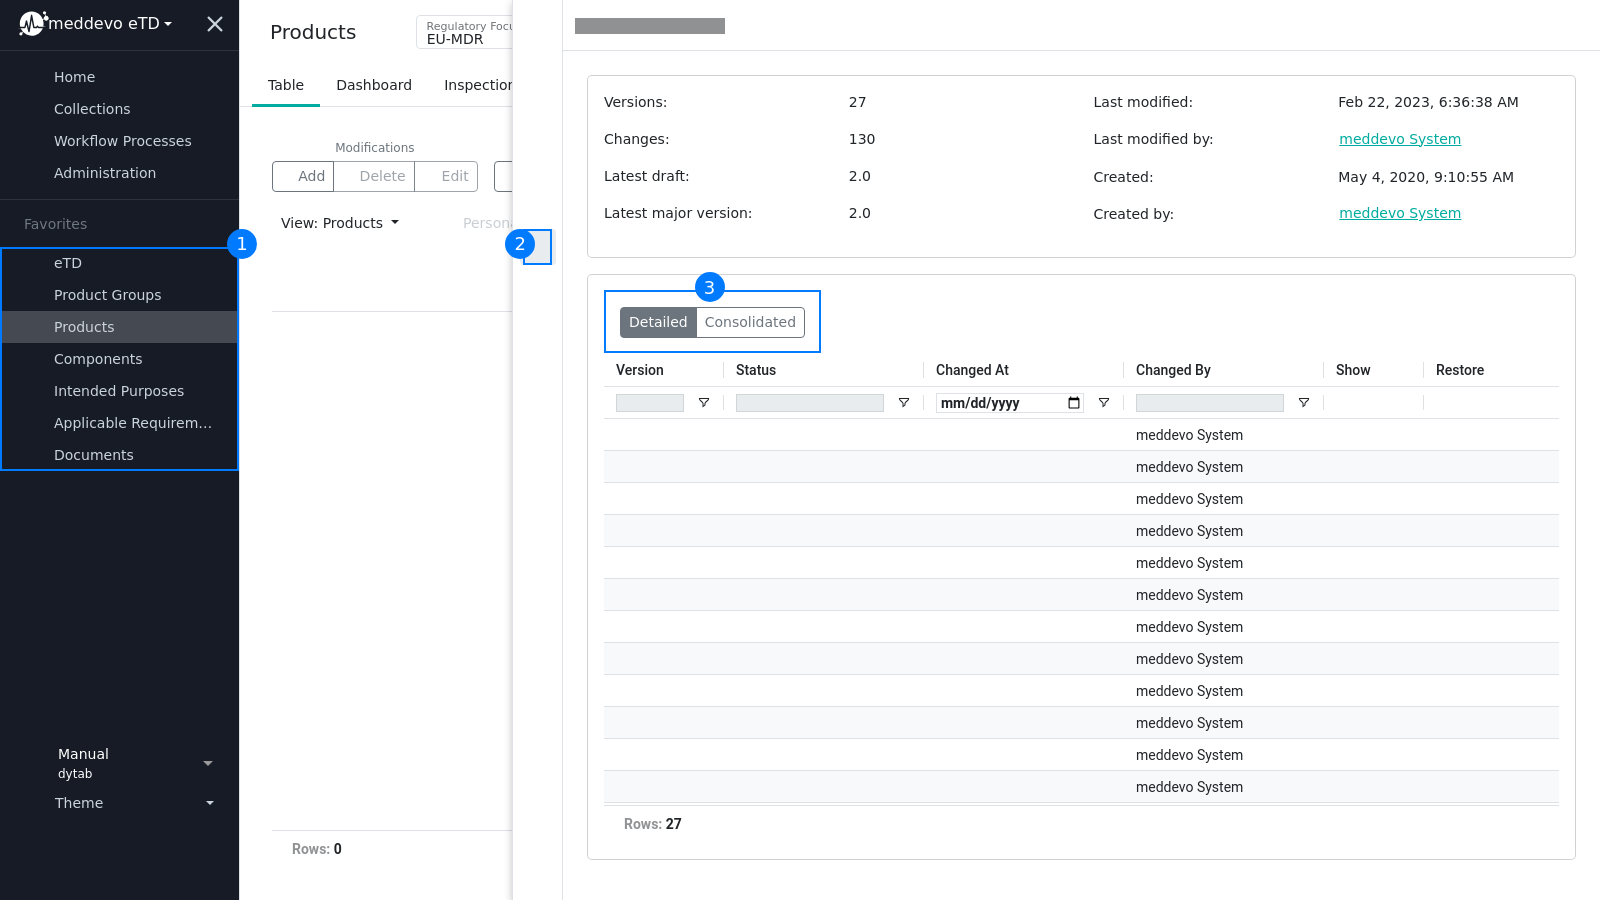 meddevo eTD
Home
Collections
Workflow Processes
Administration
Favorites
1
eTD
Product Groups
Products
Components
Intended Purposes
Applicable Requirem...
Documents
Manual
dytab
Theme
Products
Regulatory Focu
EU-MDR
Table Dashboard Inspection
Modifications
Add Delete Edit
View: Products Persona
Rows: 0
2
Versions: 27
Changes: 130
Latest draft: 2.0
Latest major version: 2.0
Last modified: Feb 22, 2023, 6:36:38 AM
Last modified by: meddevo System
Created: May 4, 2020, 9:10:55 AM
Created by: meddevo System
3
Detailed Consolidated
Version Status Changed At Changed By Show Restore
mm/dd/yyyy
meddevo System
meddevo System
meddevo System
meddevo System
meddevo System
meddevo System
meddevo System
meddevo System
meddevo System
meddevo System
meddevo System
meddevo System
Rows: 27